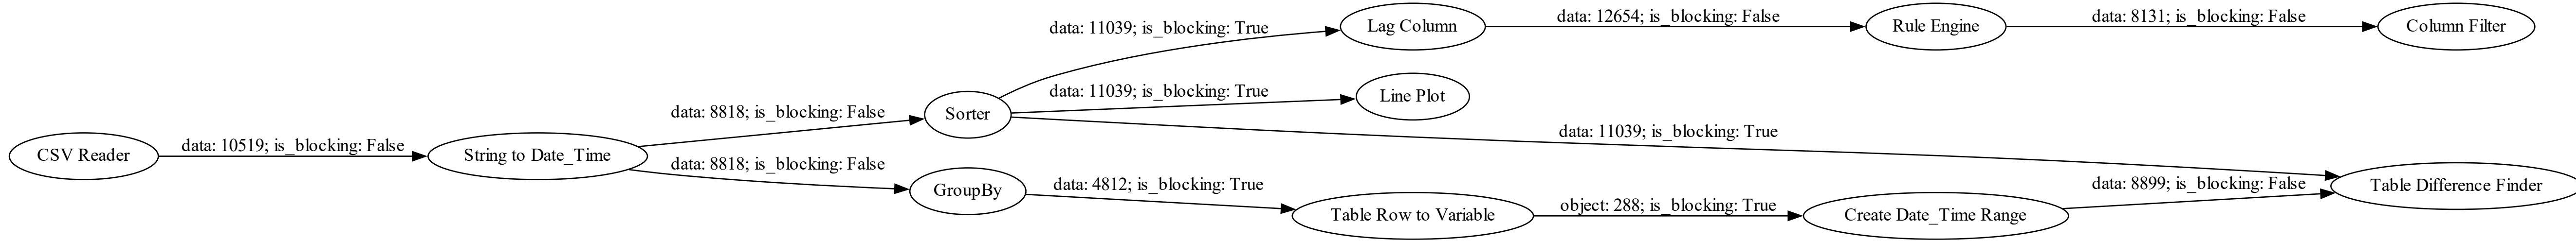 data: 11039; is_blocking: True
Lag Column
data: 12654; is_blocking: False
Rule Engine
data: 8131; is_blocking: False
Column Filter
data: 8818; is_blocking: False
Sorter
data: 11039; is_blocking: True
Line Plot
CSV Reader
data: 10519; is_blocking: False
String to Date_Time
data: 11039; is_blocking: True
data: 8818; is_blocking: False
GroupBy
data: 4812; is_blocking: True
Table Row to Variable
object: 288; is_blocking: True
Create Date_Time Range
data: 8899; is_blocking: False
Table Difference Finder